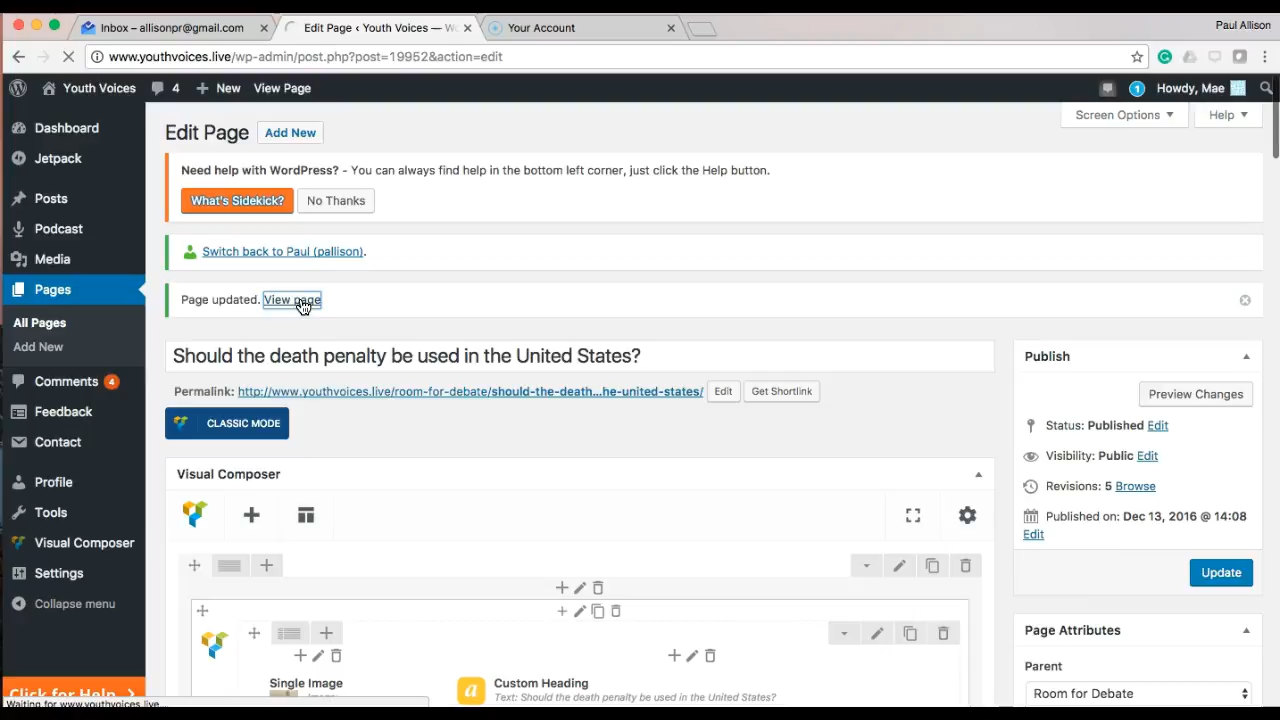 Inbox – allisonpr@gmail.com
Edit Page ‹ Youth Voices — W
Your Account
Paul Allison
www.youthvoices.live/wp-admin/post.php?post=19952&action=edit
Youth Voices
4
New
View Page
1
Howdy, Mae
Dashboard
Jetpack
Posts
Podcast
Media
Pages
All Pages
Add New
Comments 4
Feedback
Contact
Profile
Tools
Visual Composer
Settings
Collapse menu
Click for Help
Waiting for www.youthvoices.live...
Screen Options
Help
Edit Page
Add New
Need help with WordPress? - You can always find help in the bottom left corner, just click the Help button.
What's Sidekick?
No Thanks
Switch back to Paul (pallison).
Page updated. View page
Should the death penalty be used in the United States?
Permalink: http://www.youthvoices.live/room-for-debate/should-the-death...he-united-states/
Edit
Get Shortlink
CLASSIC MODE
Visual Composer
Single Image
a
Custom Heading
Text: Should the death penalty be used in the United States?
Publish
Preview Changes
Status: Published Edit
Visibility: Public Edit
Revisions: 5 Browse
Published on: Dec 13, 2016 @ 14:08
Edit
Update
Page Attributes
Parent
Room for Debate